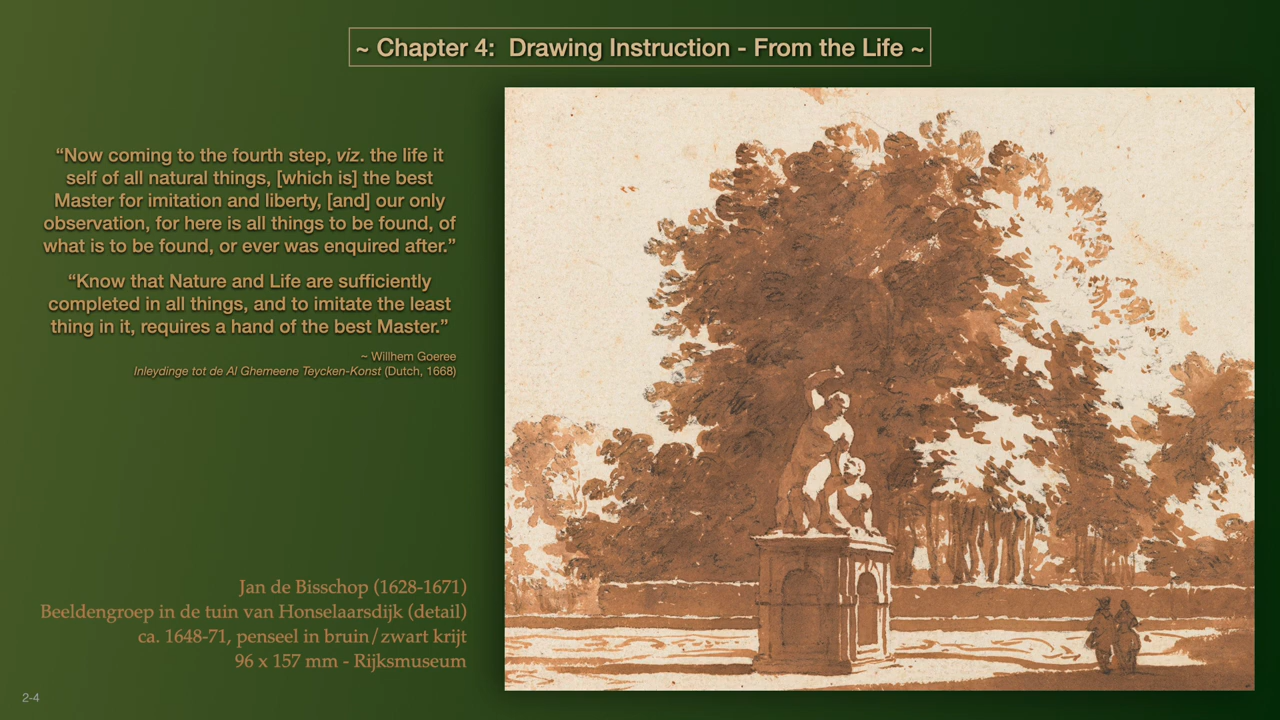 ~ Chapter 4: Drawing Instruction - From the Life ~
“Now coming to the fourth step, viz. the life it
self of all natural things, [which is] the best
Master for imitation and liberty, [and] our only
observation, for here is all things to be found, of
what is to be found, or ever was enquired after.”
“Know that Nature and Life are sufficiently
completed in all things, and to imitate the least
thing in it, requires a hand of the best Master.”
~ Willhem Goeree
Inleydinge tot de Al Ghemeene Teycken-Konst (Dutch, 1668)
Jan de Bisschop (1628-1671)
Beeldengroep in de tuin van Honselaarsdijk (detail)
ca. 1648-71, penseel in bruin/zwart krijt
96 x 157 mm - Rijksmuseum
2-4